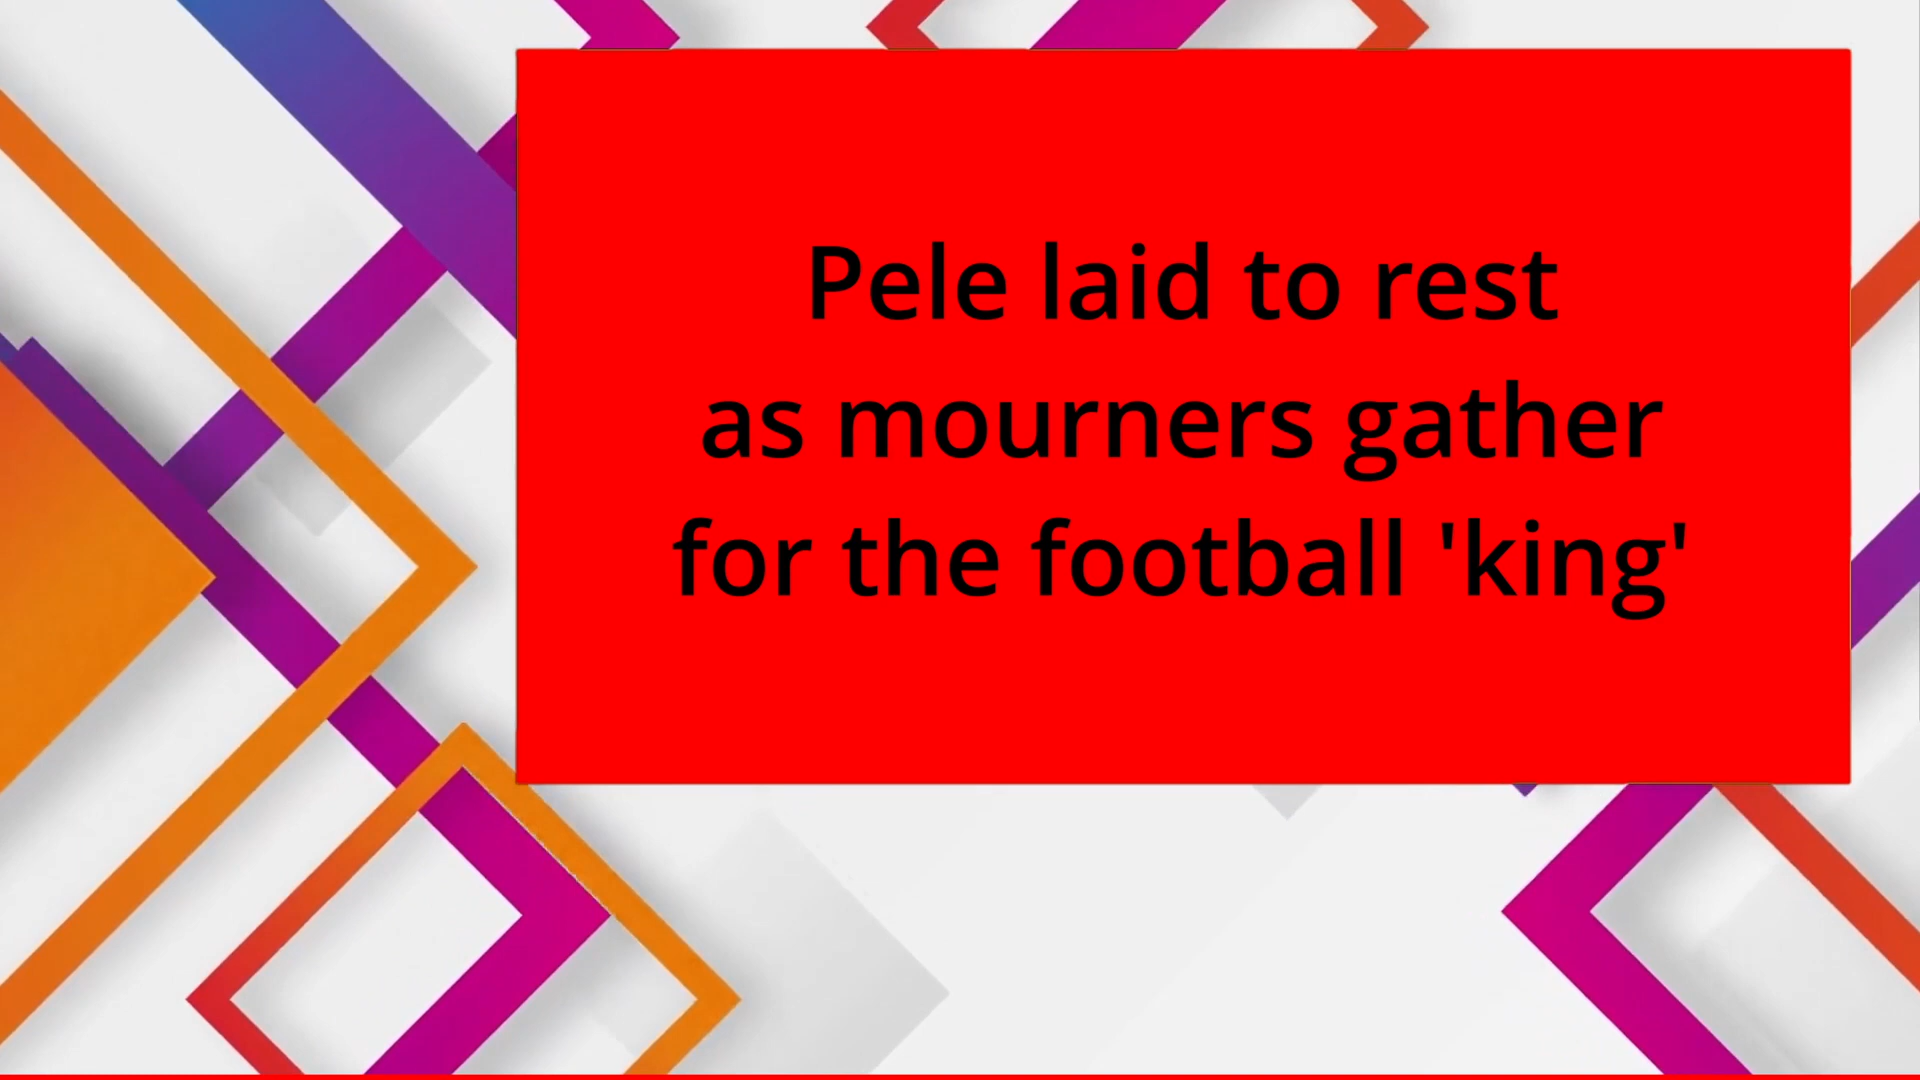 Pele laid to rest
as mourners gather
for the football 'king'